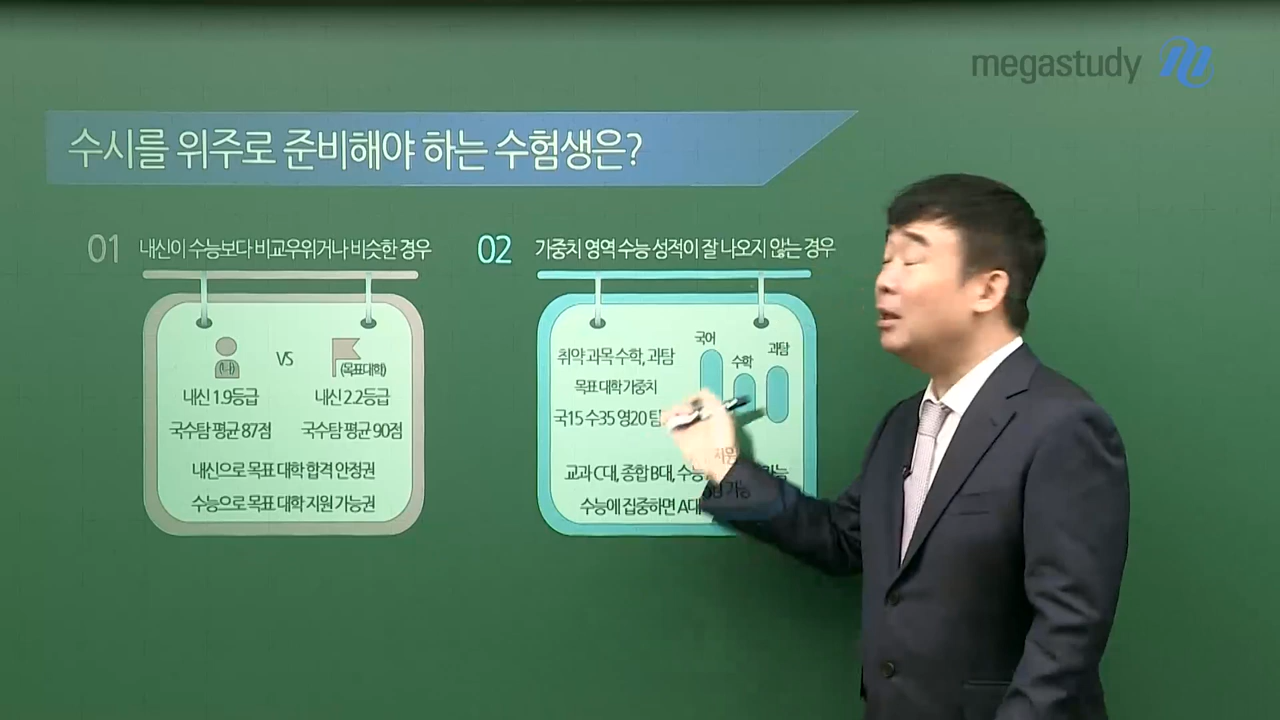 megastudy
수시를 위주로 준비해야 하는 수험생은?
01 내신이 수능보다 비교우위거나 비슷한 경우
(나)
VS
(목표대학)
내신 1.9등급
내신 2.2등급
국수탐 평균 87점
국수탐 평균 90점
내신으로 목표 대학 합격 안정권
수능으로 목표 대학 지원 가능권
02 가중치 영역 수능 성적이 잘 나오지 않는 경우
국어
수학
과탐
취약 과목 수학, 과탐
목표 대학 가중치
국15 수35 영20
교과 C대, 종합 B대,
수능에 집중하면 A대